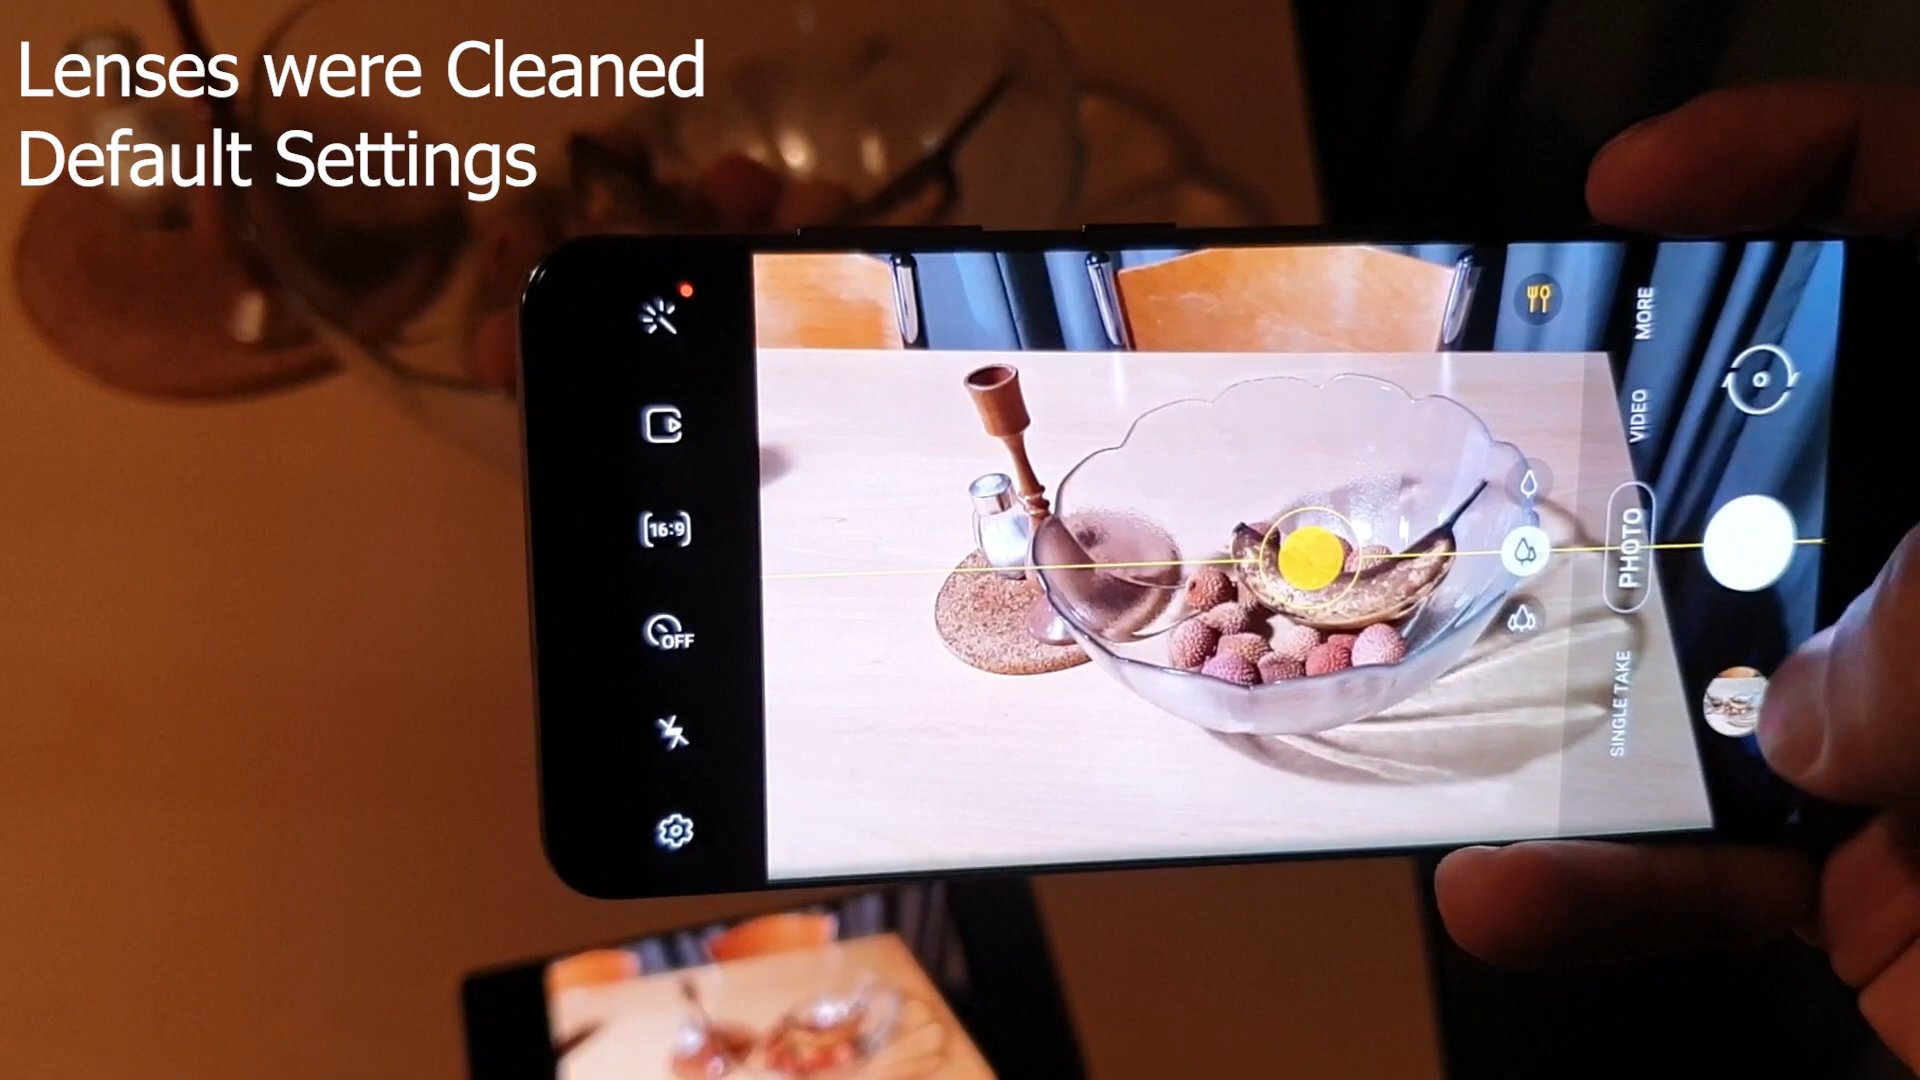 Lenses were Cleaned
Default Settings
16:9
OFF
MORE
VIDEO
PHOTO
SINGLE TAKE